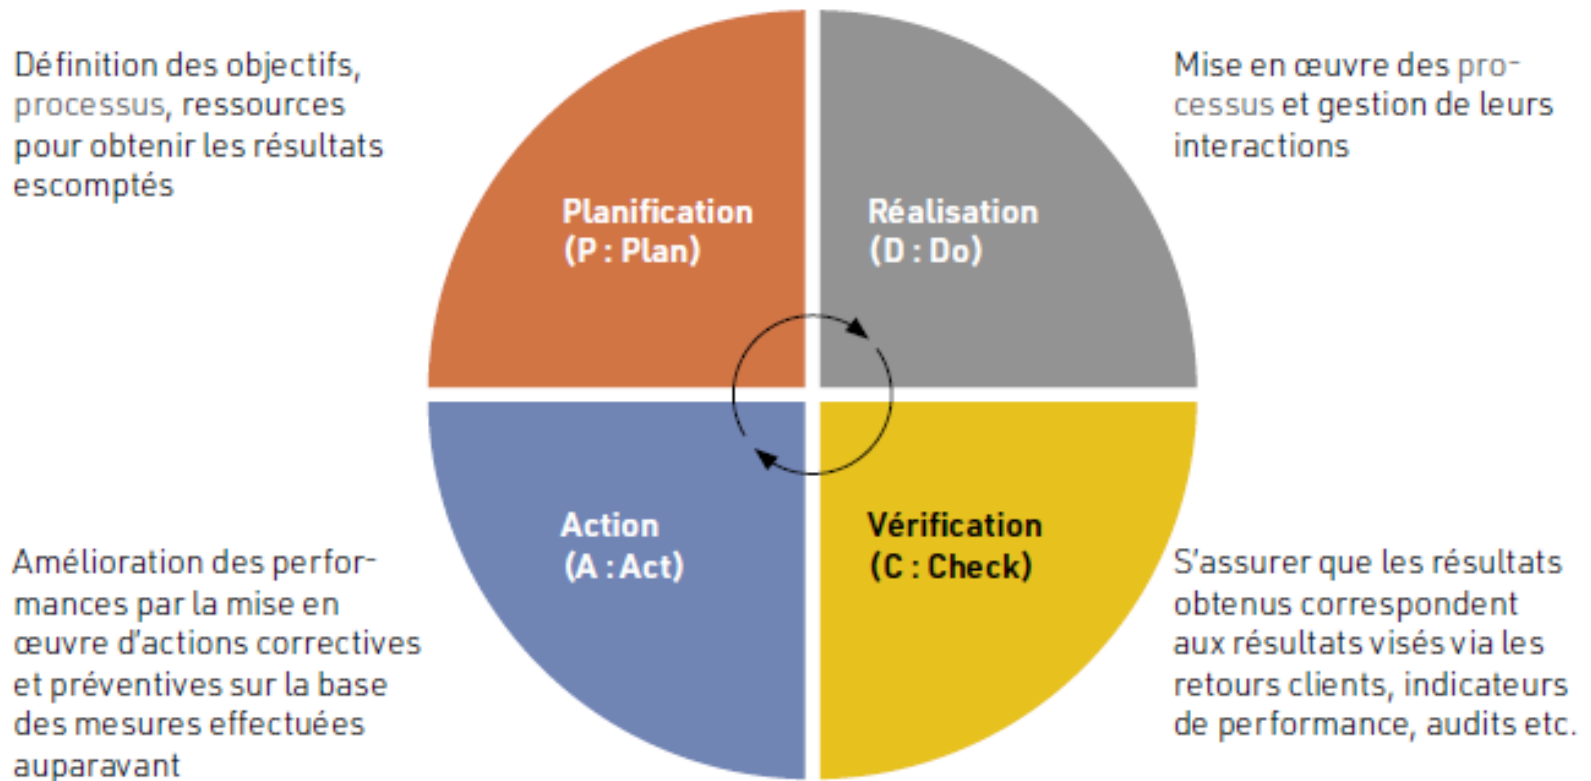 Définition des objectifs,
processus, ressources
pour obtenir les résultats
escomptés
Planification
(P : Plan)
Réalisation
(D : Do)
Mise en œuvre des pro-
cessus et gestion de leurs
interactions
Amélioration des perfor-
mances par la mise en
œuvre d'actions correctives
et préventives sur la base
des mesures effectuées
auparavant
Action
(A : Act)
Vérification
(C : Check)
S'assurer que les résultats
obtenus correspondent
aux résultats visés via les
retours clients, indicateurs
de performance, audits etc.